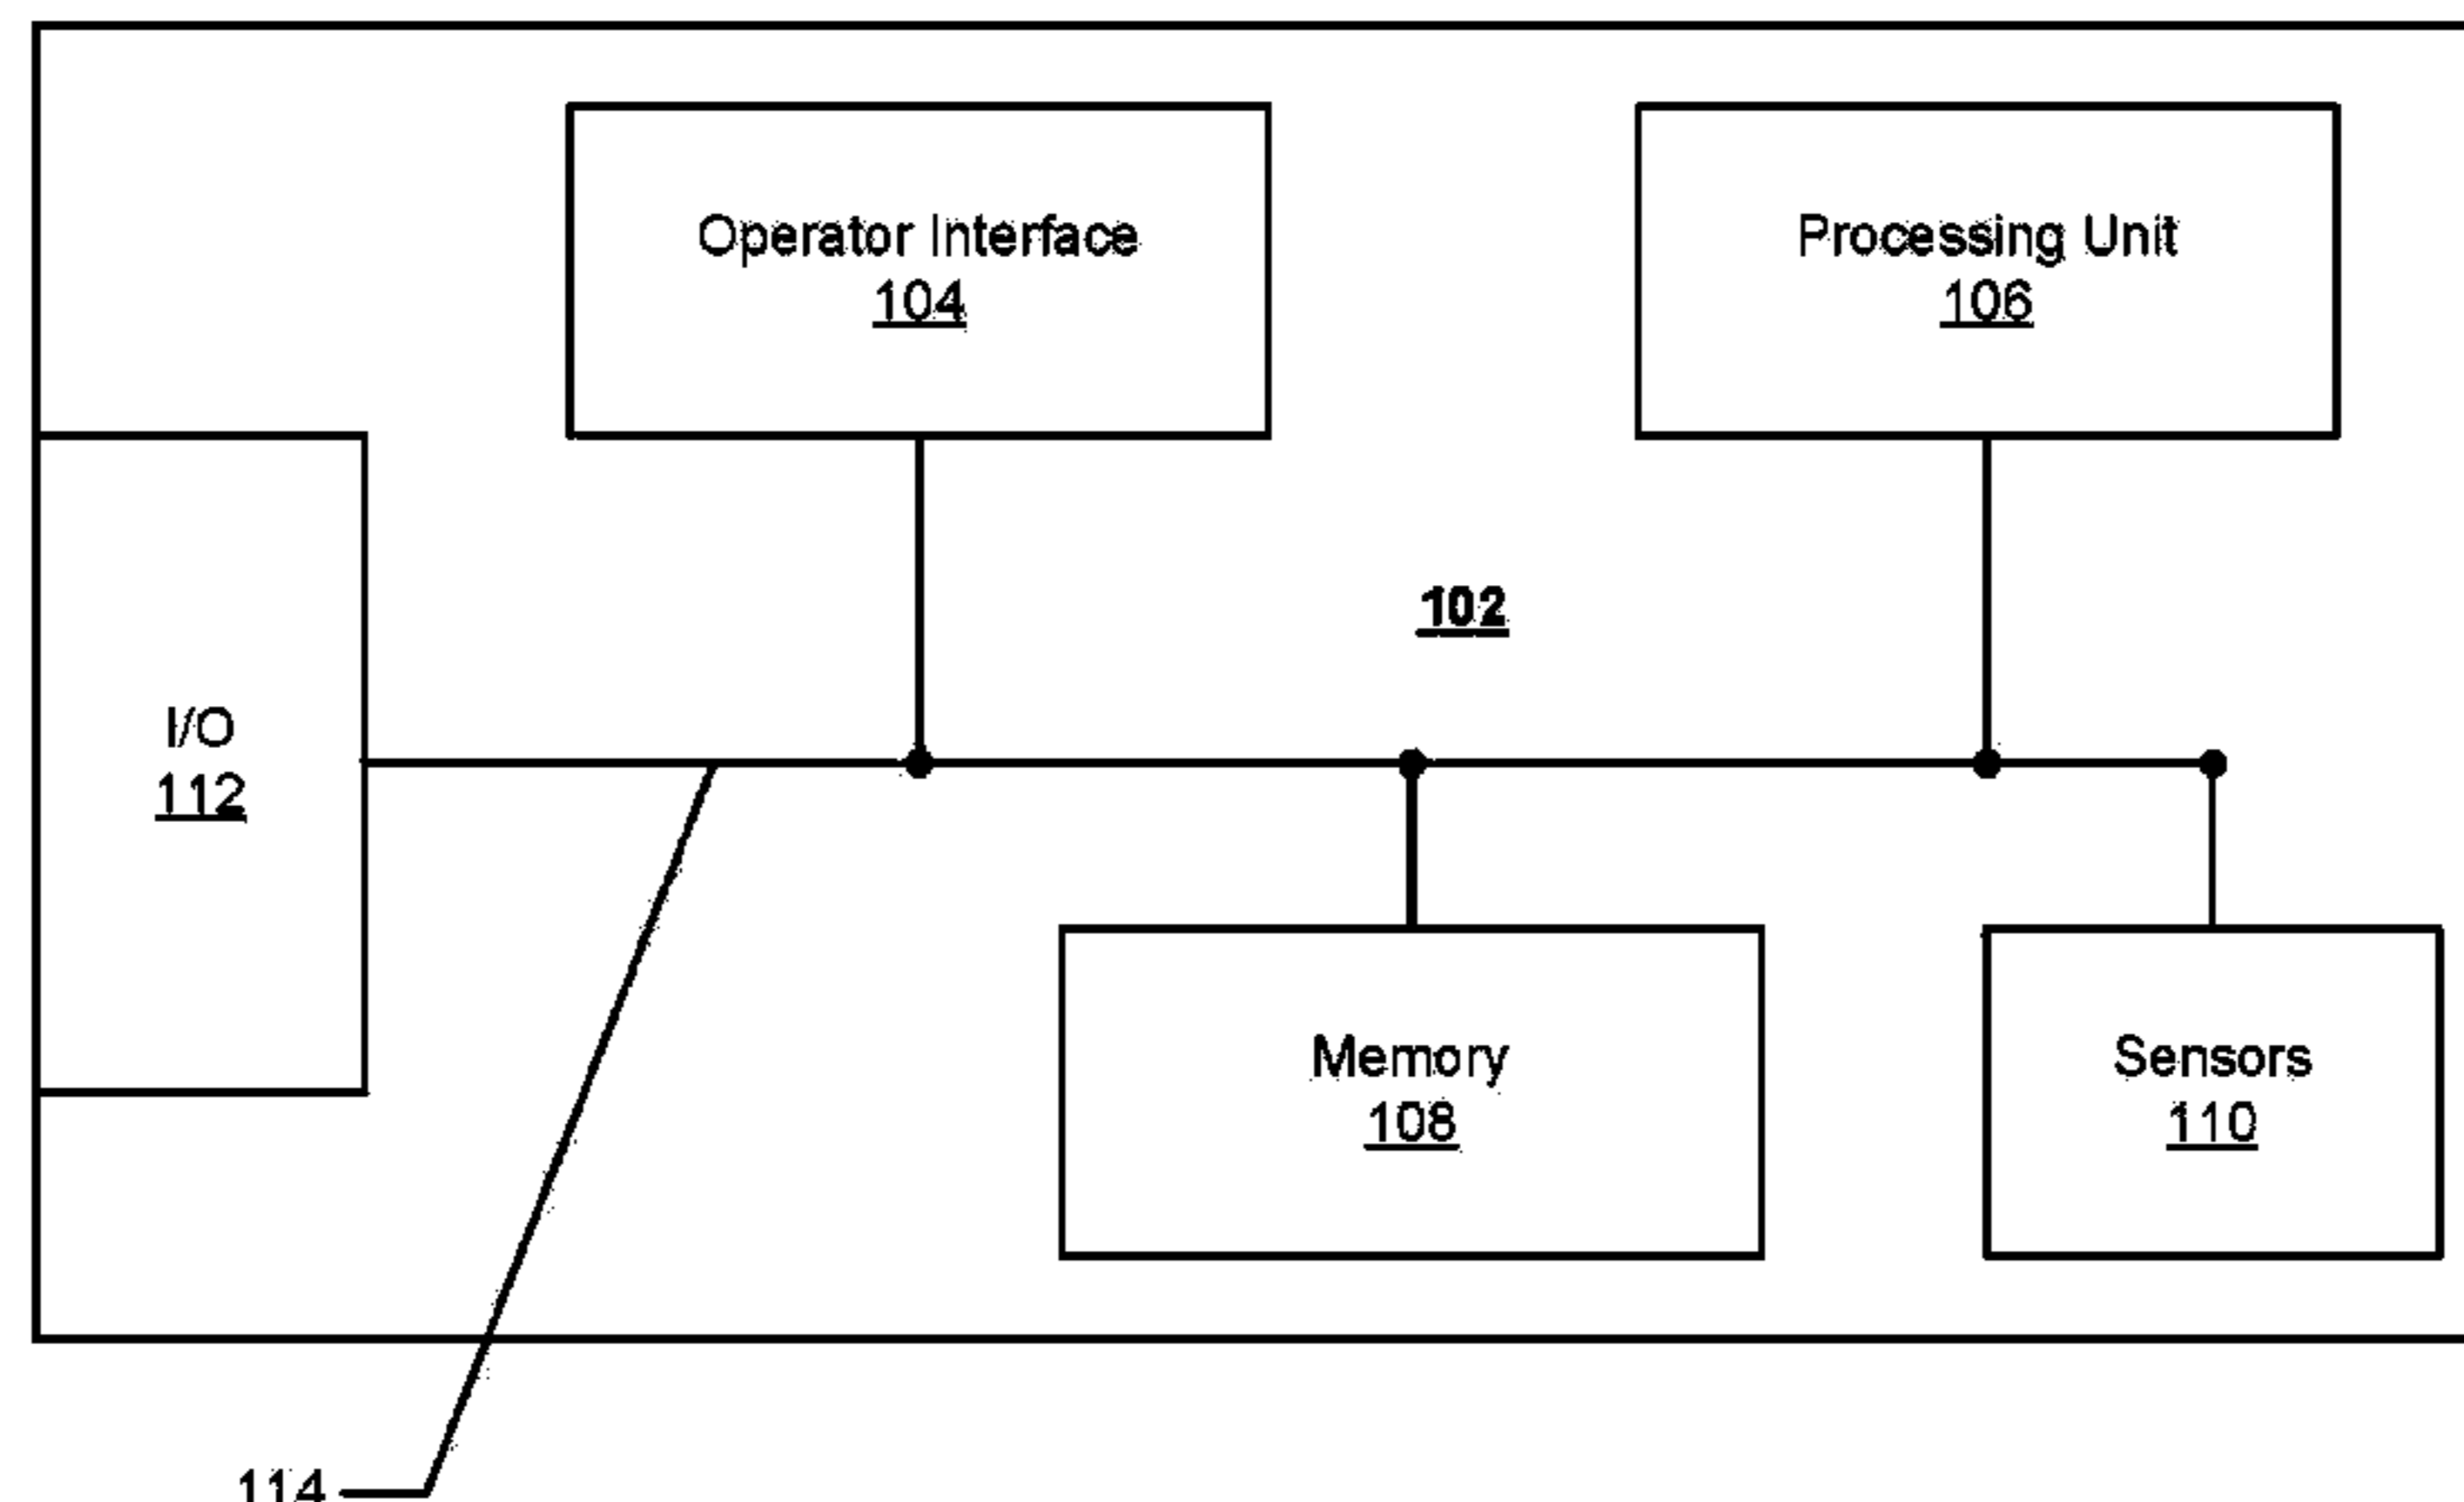 Operator Interface
104
Processing Unit
106
102
I/O
112
Memory
108
Sensors
110
114